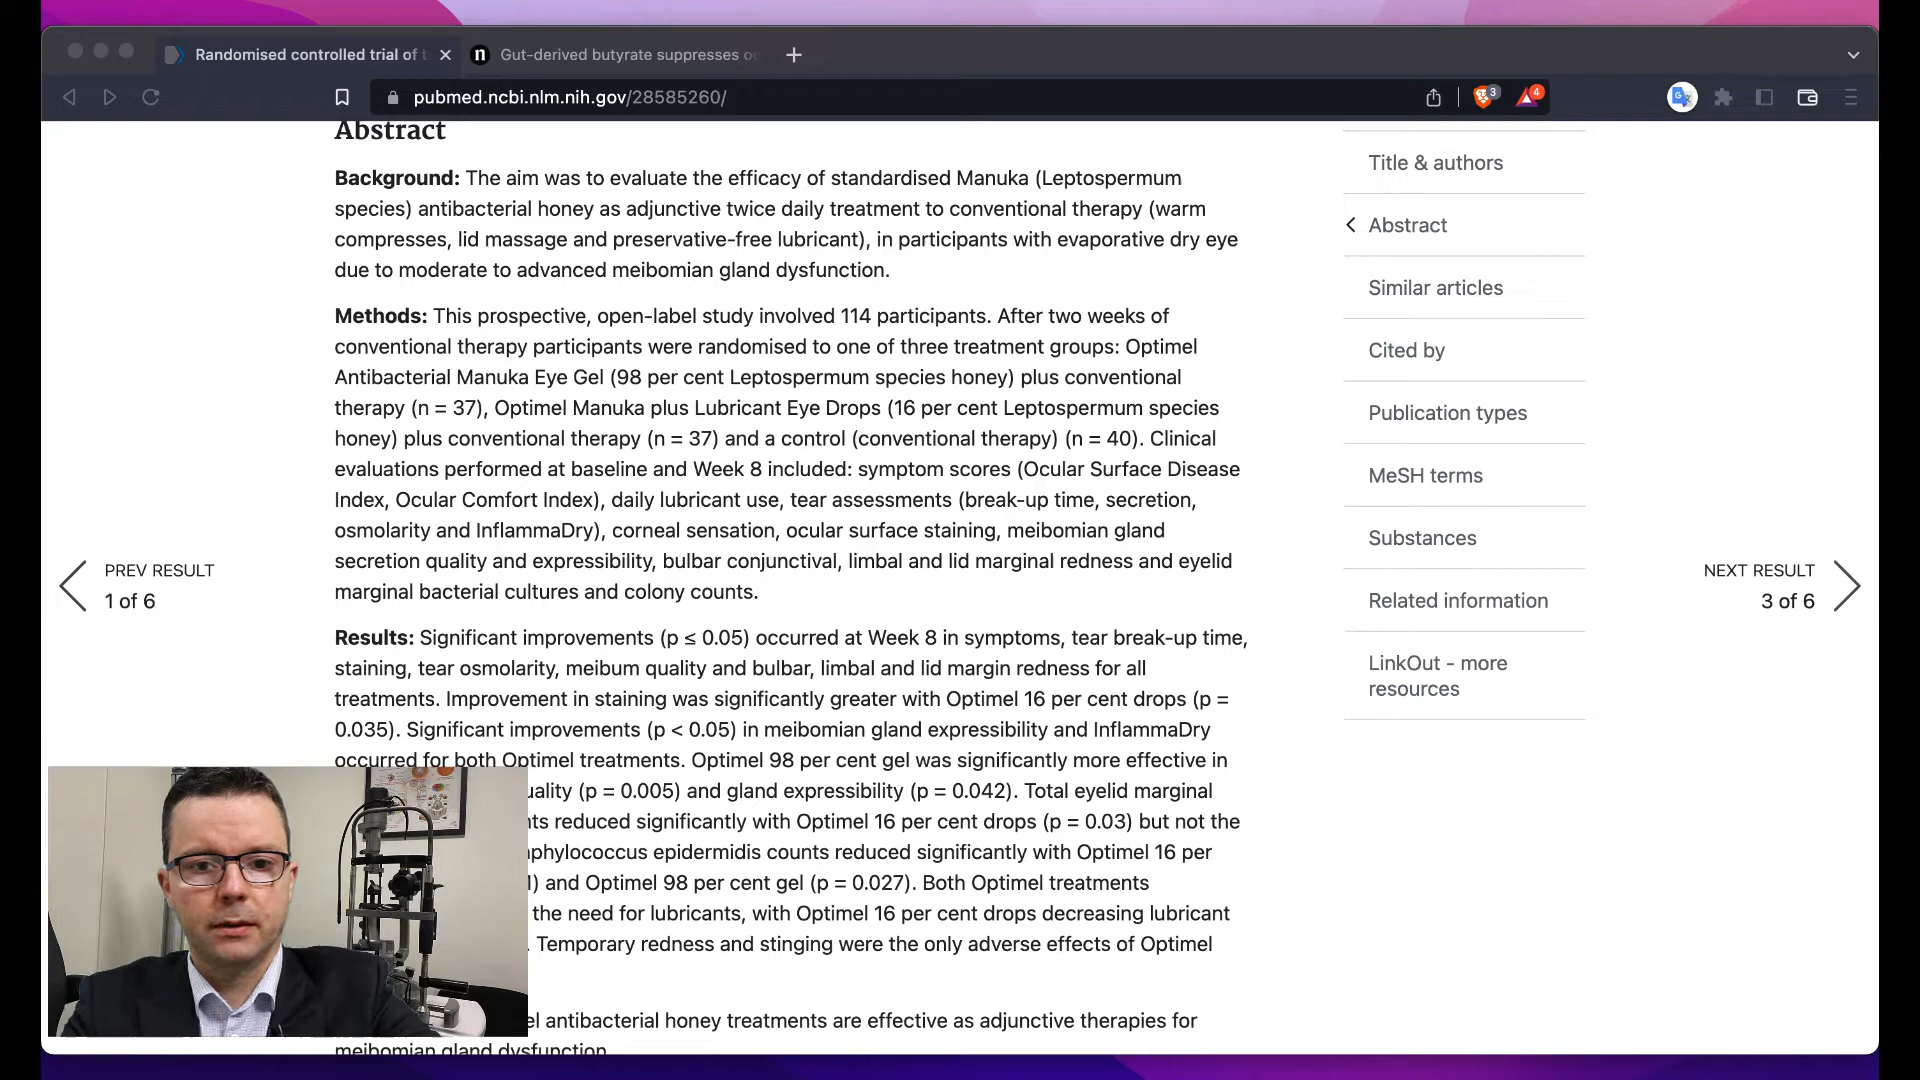 Randomised controlled trial of
Gut-derived butyrate suppresses
pubmed.ncbi.nlm.nih.gov/28585260/
3
4
Abstract
Background: The aim was to evaluate the efficacy of standardised Manuka (Leptospermum
species) antibacterial honey as adjunctive twice daily treatment to conventional therapy (warm
compresses, lid massage and preservative-free lubricant), in participants with evaporative dry eye
due to moderate to advanced meibomian gland dysfunction.
Methods: This prospective, open-label study involved 114 participants. After two weeks of
conventional therapy participants were randomised to one of three treatment groups: Optimel
Antibacterial Manuka Eye Gel (98 per cent Leptospermum species honey) plus conventional
therapy (n = 37), Optimel Manuka plus Lubricant Eye Drops (16 per cent Leptospermum species
honey) plus conventional therapy (n = 37) and a control (conventional therapy) (n = 40). Clinical
evaluations performed at baseline and Week 8 included: symptom scores (Ocular Surface Disease
Index, Ocular Comfort Index), daily lubricant use, tear assessments (break-up time, secretion,
osmolarity and InflammaDry), corneal sensation, ocular surface staining, meibomian gland
secretion quality and expressibility, bulbar conjunctival, limbal and lid marginal redness and eyelid
marginal bacterial cultures and colony counts.
Results: Significant improvements (p ≤ 0.05) occurred at Week 8 in symptoms, tear break-up time,
staining, tear osmolarity, meibum quality and bulbar, limbal and lid margin redness for all
treatments. Improvement in staining was significantly greater with Optimel 16 per cent drops (p =
0.035). Significant improvements (p < 0.05) in meibomian gland expressibility and InflammaDry
occurred for both Optimel treatments. Optimel 98 per cent gel was significantly more effective in
uality (p = 0.005) and gland expressibility (p = 0.042). Total eyelid marginal
ts reduced significantly with Optimel 16 per cent drops (p = 0.03) but not the
phylococcus epidermidis counts reduced significantly with Optimel 16 per
) and Optimel 98 per cent gel (p = 0.027). Both Optimel treatments
the need for lubricants, with Optimel 16 per cent drops decreasing lubricant
. Temporary redness and stinging were the only adverse effects of Optimel
el antibacterial honey treatments are effective as adjunctive therapies for
meibomian gland dysfunction.
Title & authors
Abstract
Similar articles
Cited by
Publication types
MeSH terms
Substances
Related information
LinkOut - more
resources
PREV RESULT
1 of 6
NEXT RESULT
3 of 6